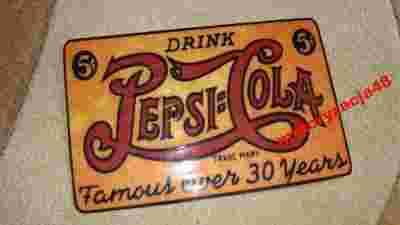 DRINK
5¢ 5¢
PEPSI=COLA
TRADE MARK
Famous over 30 Years